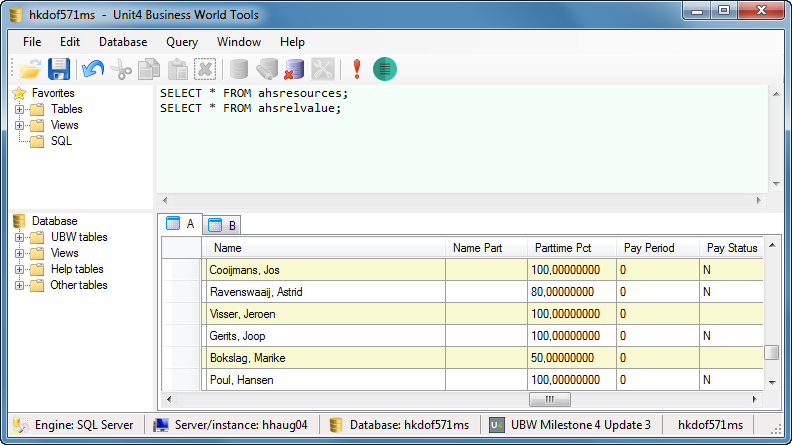 hkdof571ms - Unit4 Business World Tools
File Edit Database Query Window Help
Favorites
Tables
Views
SQL
SELECT * FROM ahsresources;
SELECT * FROM ahsrelvalue;
Database
UBW tables
Views
Help tables
Other tables
A B
Name Name Part Parttime Pct Pay Period Pay Status
Cooijmans, Jos 100,00000000 0 N
Ravenswaaij, Astrid 80,00000000 0 N
Visser, Jeroen 100,00000000 0
Gerits, Joop 100,00000000 0 N
Bokslag, Marike 50,00000000 0
Poul, Hansen 100,00000000 0 N
Engine: SQL Server Server/instance: hhaug04 Database: hkdof571ms U4 UBW Milestone 4 Update 3 hkdof571ms